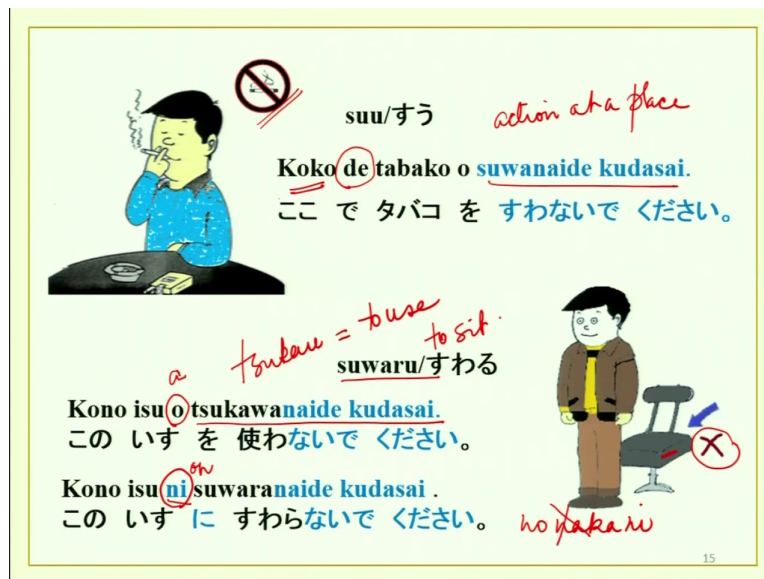 suu/すう
action at a place
Koko de tabako o suwanaide kudasai.
ここ で タバコ を すわないで ください。
tsukau = to use
to sit.
suwaru/すわる
a
Kono isu o tsukawanaide kudasai.
この いす を 使わないで ください。
on
Kono isu ni suwaranaide kudasai .
この いす に すわらないで ください。
no
15